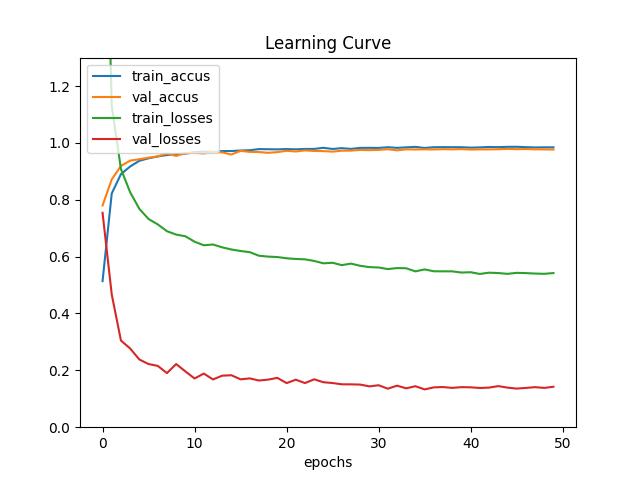 Learning Curve
train_accus
val_accus
train_losses
val_losses
1.2
1.0
0.8
0.6
0.4
0.2
0.0
0 10 20 30 40 50
epochs